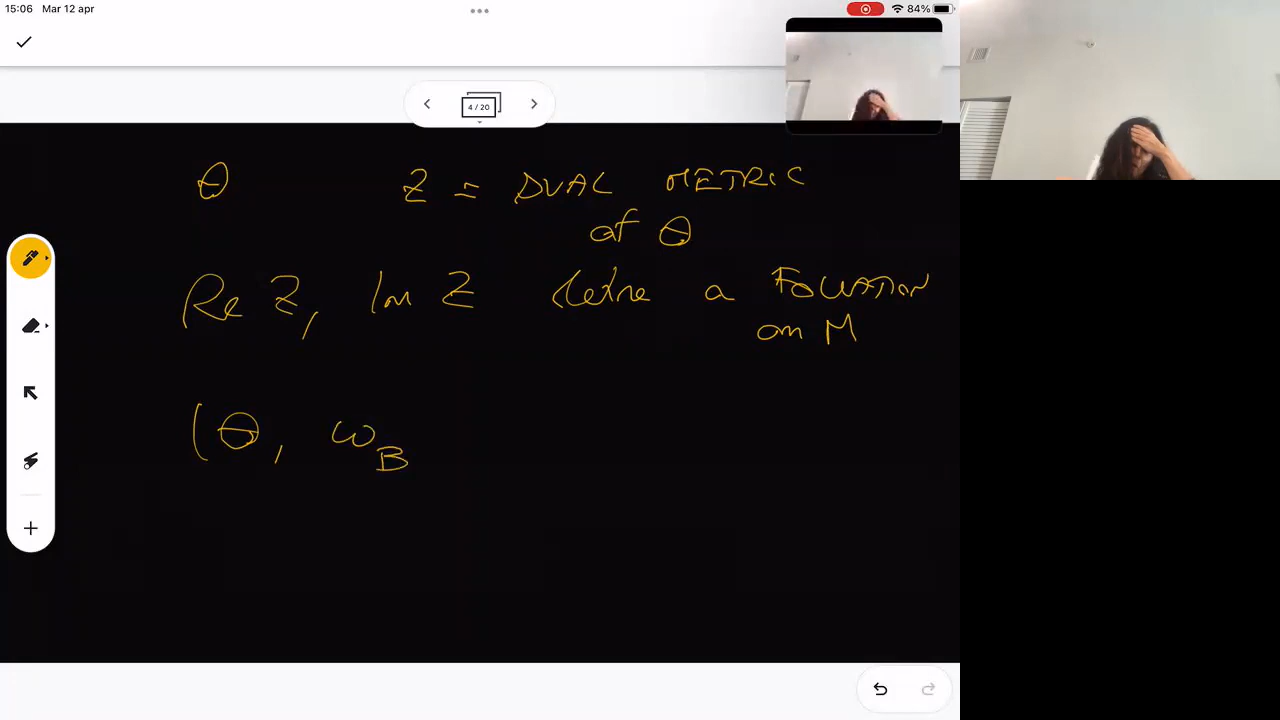 15:06 Mar 12 apr
84%
4 / 20
θ Z = DUAL METRIC
of θ
Re Z, Im Z define a FOLIATION
on M
(θ, ω_B